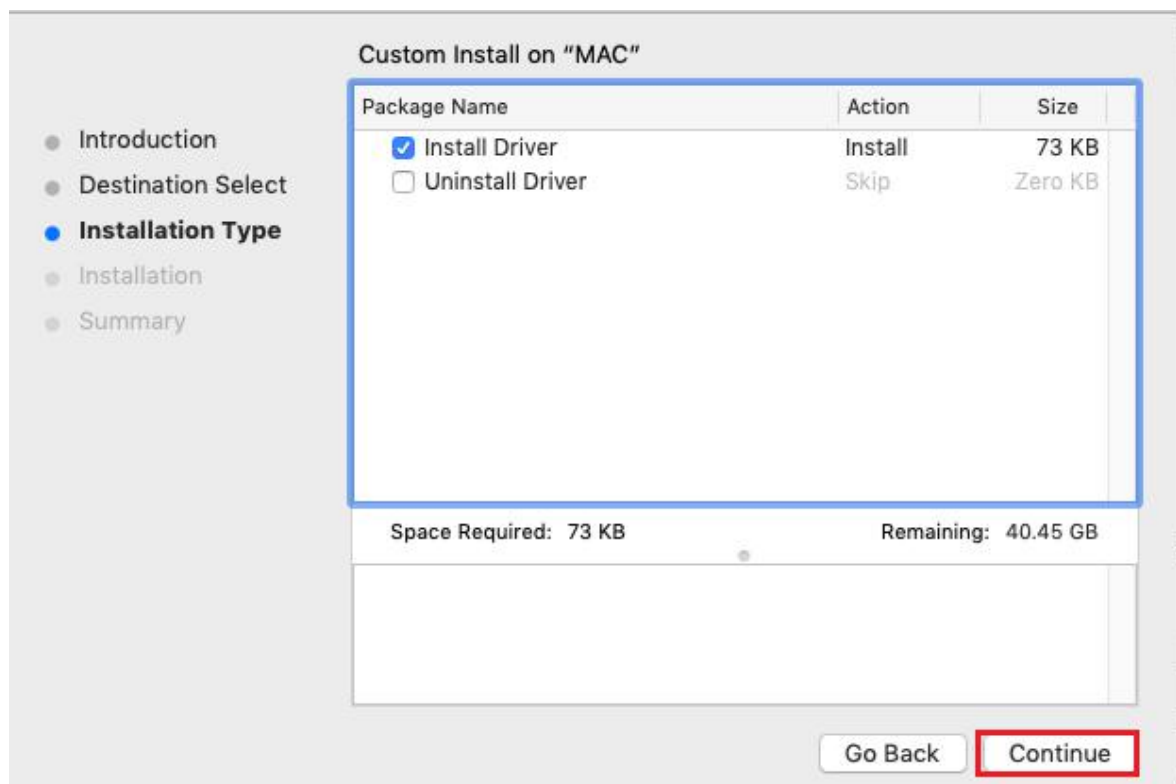 Custom Install on “MAC”
Introduction
Destination Select
Installation Type
Installation
Summary
Package Name Action Size
Install Driver Install 73 KB
Uninstall Driver Skip Zero KB
Space Required: 73 KB Remaining: 40.45 GB
Go Back Continue